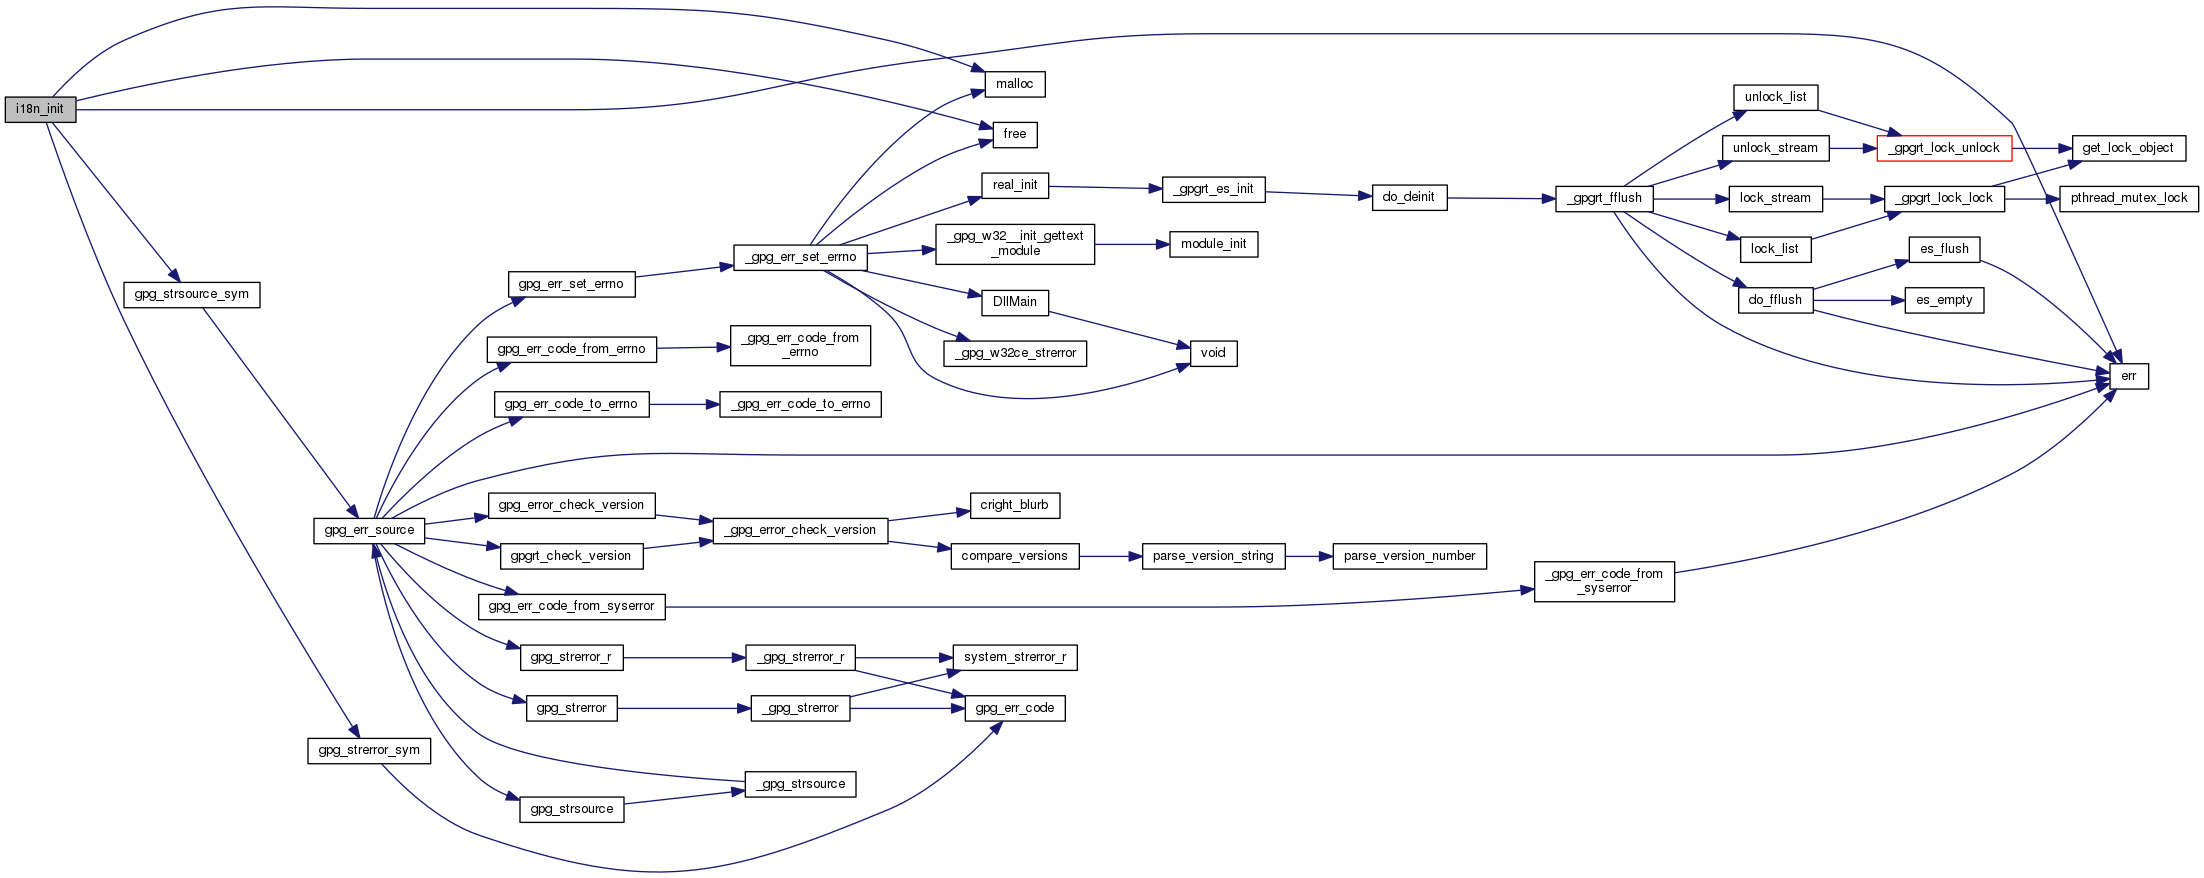 i18n_init
malloc
free
err
gpg_strsource_sym
gpg_err_source
gpg_strerror_sym
gpg_err_set_errno
_gpg_err_set_errno
real_init
_gpgrt_es_init
do_deinit
_gpgrt_fflush
unlock_list
unlock_stream
_gpgrt_lock_unlock
get_lock_object
lock_stream
_gpgrt_lock_lock
pthread_mutex_lock
lock_list
do_fflush
es_flush
es_empty
_gpg_w32__init_gettext
_module
module_init
DllMain
void
_gpg_w32ce_strerror
gpg_err_code_from_errno
_gpg_err_code_from
_errno
gpg_err_code_to_errno
_gpg_err_code_to_errno
gpg_error_check_version
_gpg_error_check_version
cright_blurb
gpgrt_check_version
compare_versions
parse_version_string
parse_version_number
gpg_err_code_from_syserror
_gpg_err_code_from
_syserror
gpg_strerror_r
_gpg_strerror_r
system_strerror_r
gpg_strerror
_gpg_strerror
gpg_err_code
gpg_strsource
_gpg_strsource